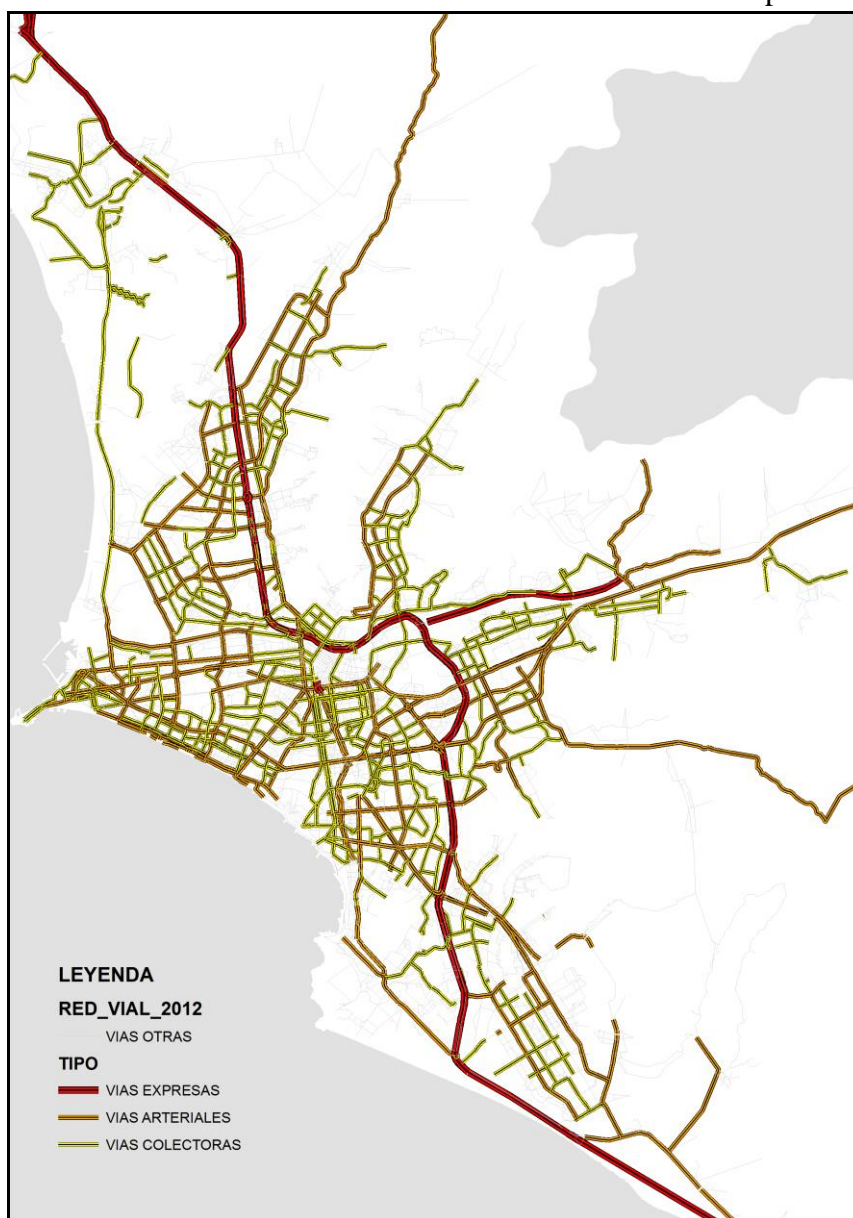 LEYENDA
RED_VIAL_2012
VIAS OTRAS
TIPO
VIAS EXPRESAS
VIAS ARTERIALES
VIAS COLECTORAS